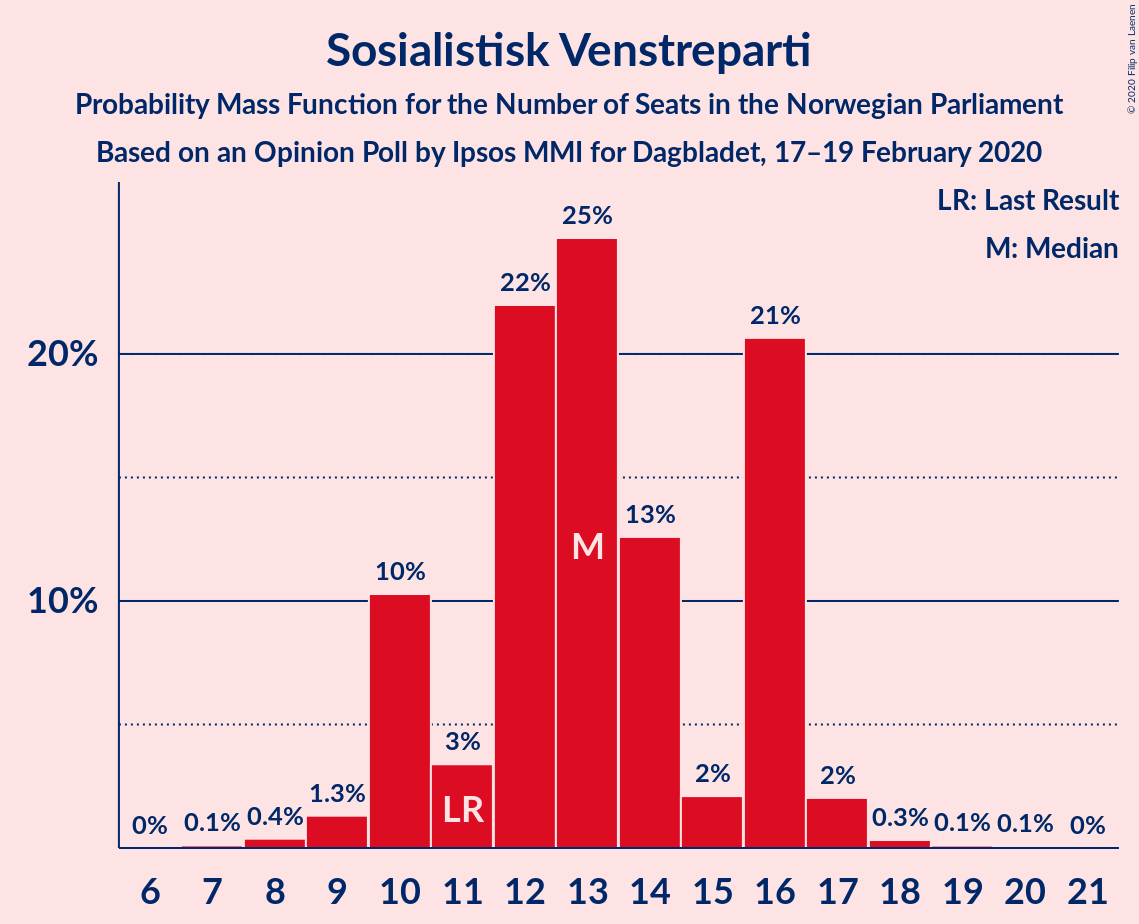 © 2020 Filip van Laenen
Sosialistisk Venstreparti
Probability Mass Function for the Number of Seats in the Norwegian Parliament
Based on an Opinion Poll by Ipsos MMI for Dagbladet, 17–19 February 2020
LR: Last Result
M: Median
20%
10%
0% 0.1% 0.4% 1.3% 10% 3% 22% 25% 13% 2% 21% 2% 0.3% 0.1% 0.1% 0%
M
LR
6 7 8 9 10 11 12 13 14 15 16 17 18 19 20 21